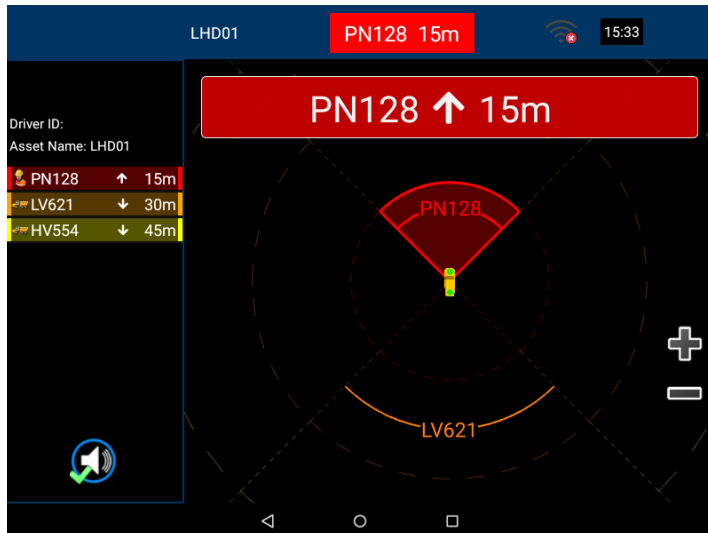 LHD01
PN128 15m
15:33
PN128 ↑ 15m
Driver ID:
Asset Name: LHD01
PN128 ↑ 15m
LV621 ↓ 30m
HV554 ↓ 45m
PN128
LV621